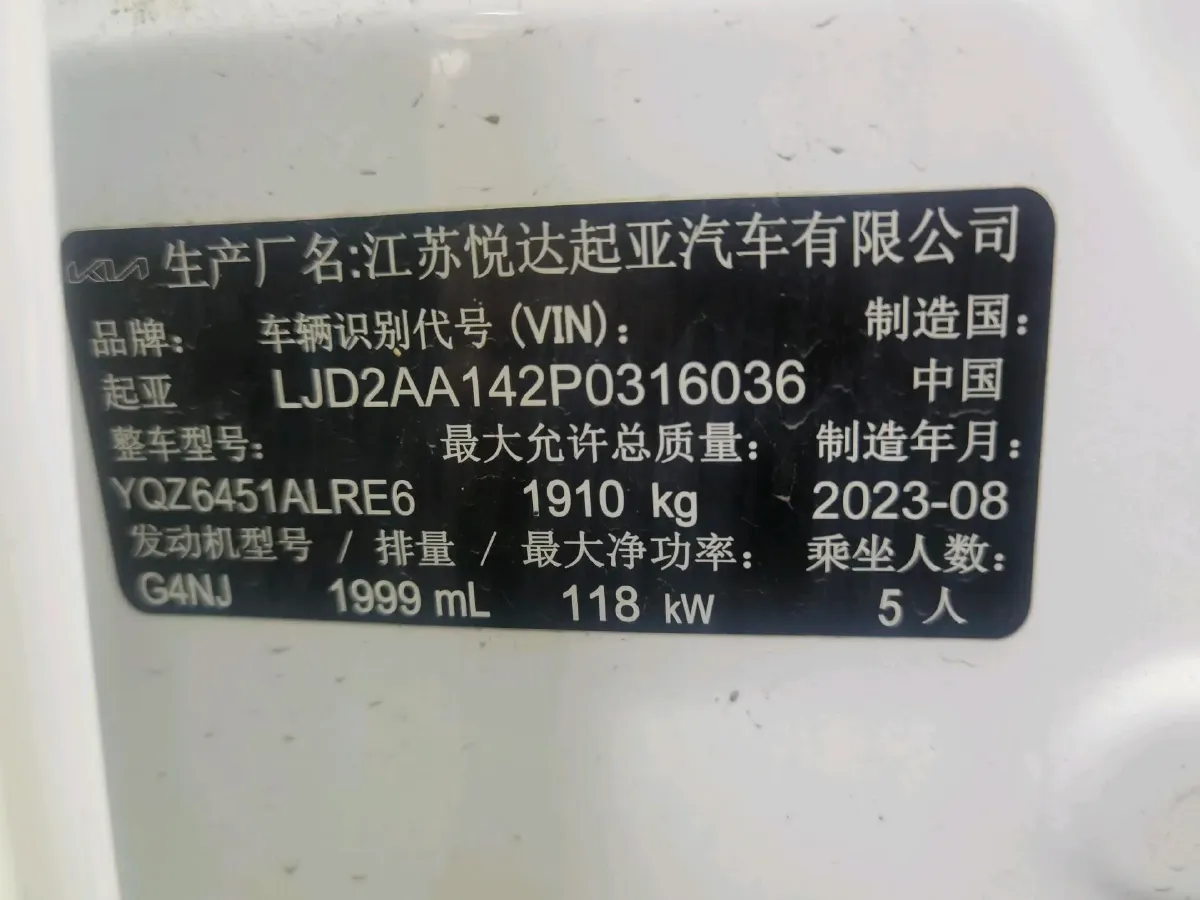 KIA 生产厂名:江苏悦达起亚汽车有限公司
品牌: 车辆识别代号 (VIN): 制造国:
起亚 LJD2AA142P0316036 中国
整车型号: 最大允许总质量: 制造年月:
YQZ6451ALRE6 1910 kg 2023-08
发动机型号 / 排量 / 最大净功率: 乘坐人数:
G4NJ 1999 mL 118 kW 5 人